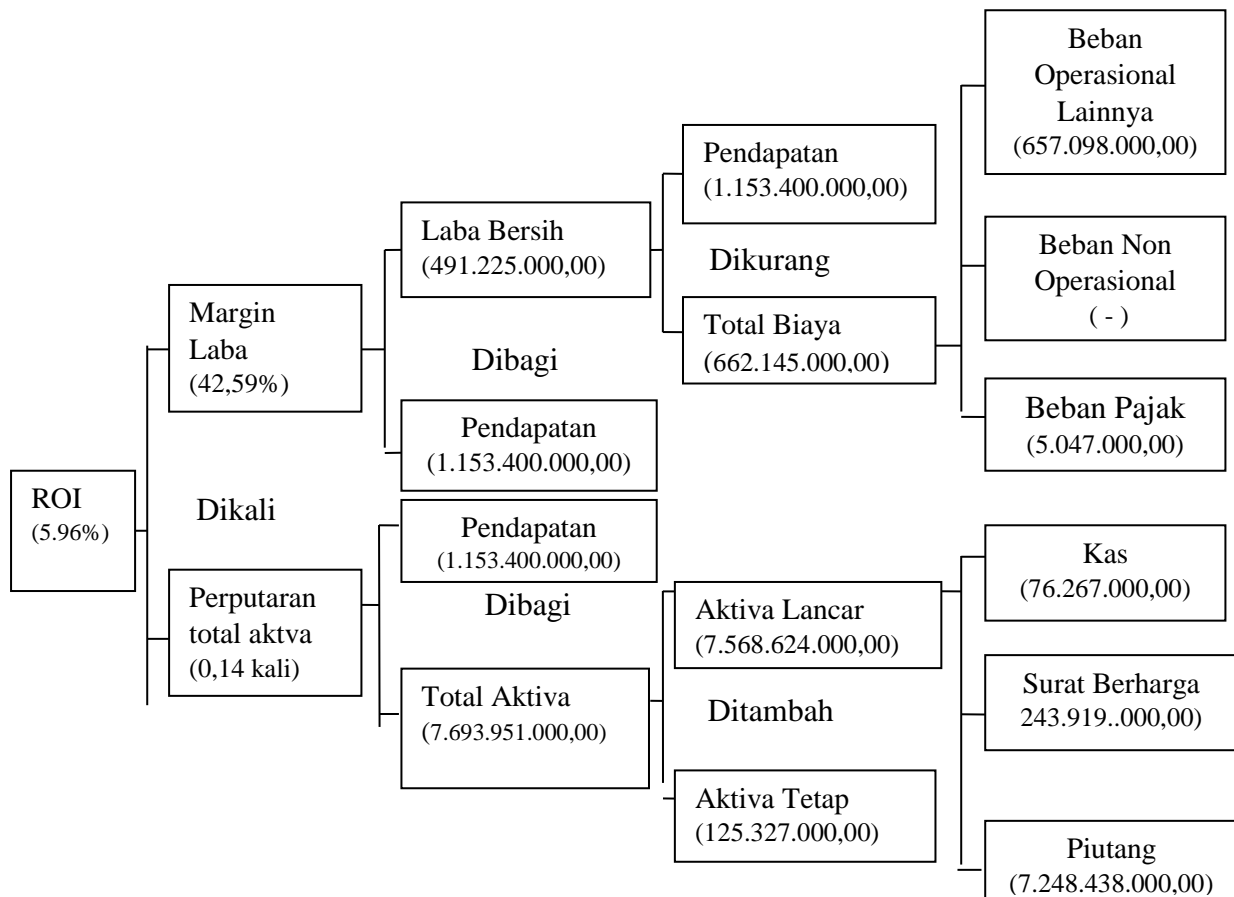 Beban
Operasional
Lainnya
(657.098.000,00)
Pendapatan
(1.153.400.000,00)
Laba Bersih
(491.225.000,00)
Dikurang
Beban Non
Operasional
( - )
Margin
Laba
(42,59%)
Total Biaya
(662.145.000,00)
Dibagi
Beban Pajak
(5.047.000,00)
Pendapatan
(1.153.400.000,00)
ROI
(5.96%)
Dikali
Pendapatan
(1.153.400.000,00)
Kas
(76.267.000,00)
Perputaran
total aktva
(0,14 kali)
Dibagi
Aktiva Lancar
(7.568.624.000,00)
Total Aktiva
(7.693.951.000,00)
Ditambah
Surat Berharga
243.919..000,00)
Aktiva Tetap
(125.327.000,00)
Piutang
(7.248.438.000,00)